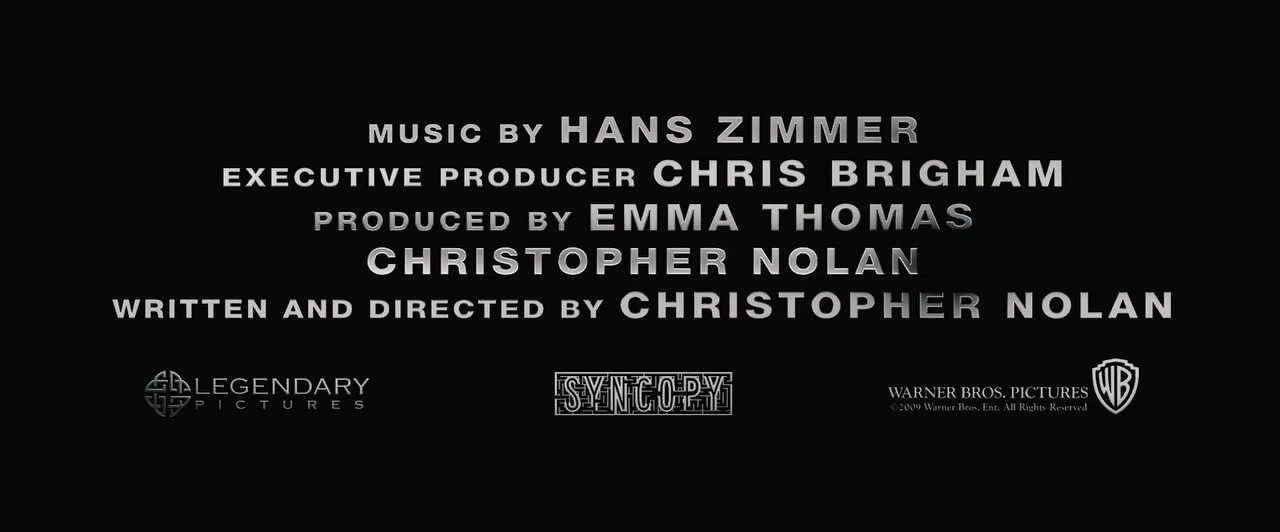 MUSIC BY HANS ZIMMER
EXECUTIVE PRODUCER CHRIS BRIGHAM
PRODUCED BY EMMA THOMAS
CHRISTOPHER NOLAN
WRITTEN AND DIRECTED BY CHRISTOPHER NOLAN
LEGENDARY
PICTURES
SYNCOPY
WARNER BROS. PICTURES
©2009 Warner Bros. Ent. All Rights Reserved
WB